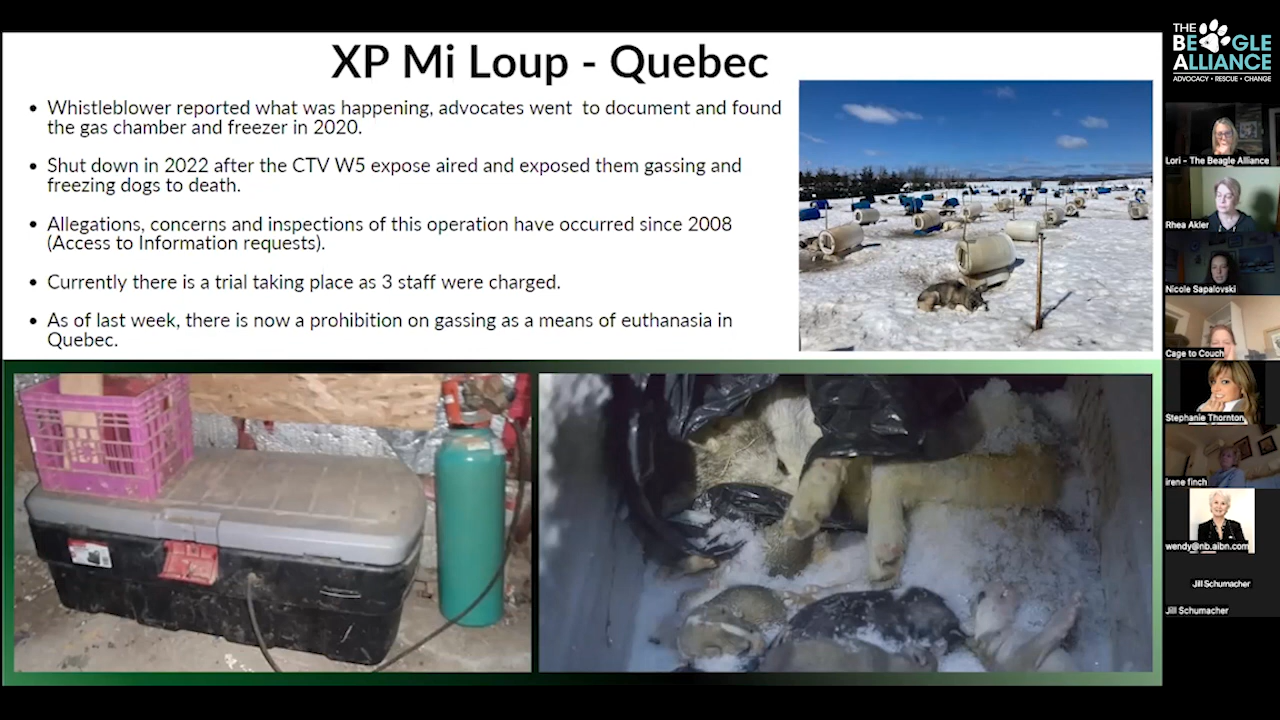 XP Mi Loup - Quebec
• Whistleblower reported what was happening, advocates went to document and found
the gas chamber and freezer in 2020.
• Shut down in 2022 after the CTV W5 expose aired and exposed them gassing and
freezing dogs to death.
• Allegations, concerns and inspections of this operation have occurred since 2008
(Access to Information requests).
• Currently there is a trial taking place as 3 staff were charged.
• As of last week, there is now a prohibition on gassing as a means of euthanasia in
Quebec.
THE
BEAGLE
ALLIANCE
ADVOCACY • RESCUE • CHANGE
Lori - The Beagle Alliance
Rhea Akler
Nicole Sapalovski
Cage to Couch
Stephanie Thornton
irene finch
wendy@nb.aibn.com
Jill Schumacher
Jill Schumacher